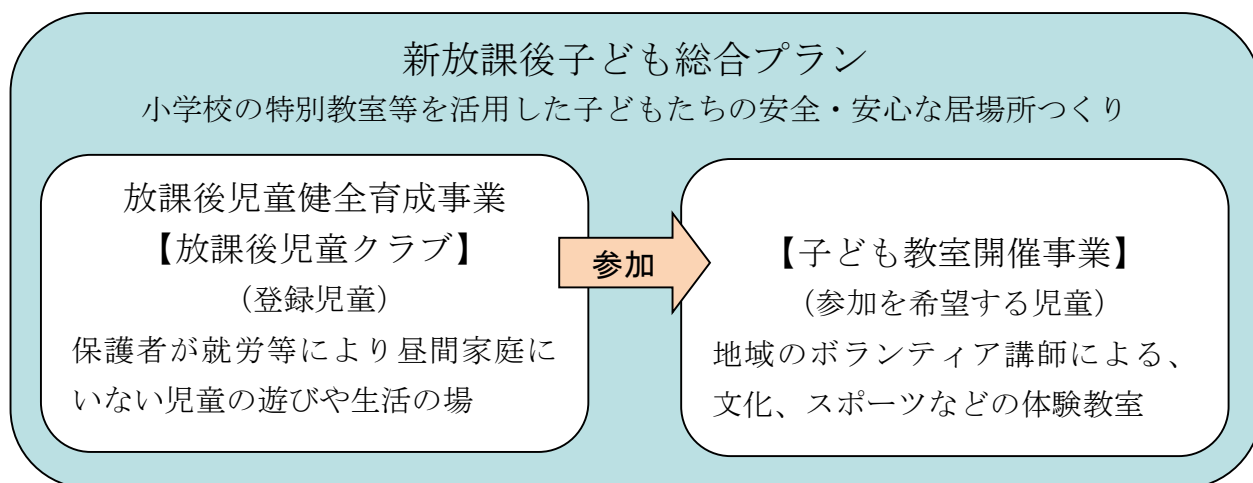 新放課後子ども総合プラン
小学校の特別教室等を活用した子どもたちの安全・安心な居場所つくり
放課後児童健全育成事業
【放課後児童クラブ】
（登録児童）
保護者が就労等により昼間家庭に
いない児童の遊びや生活の場
参加
【子ども教室開催事業】
（参加を希望する児童）
地域のボランティア講師による、
文化、スポーツなどの体験教室